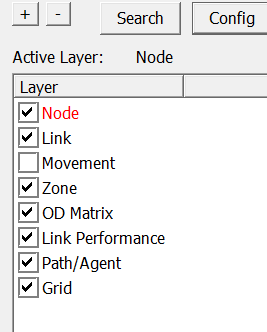 + - Search Config
Active Layer: Node
Layer
Node
Link
Movement
Zone
OD Matrix
Link Performance
Path/Agent
Grid